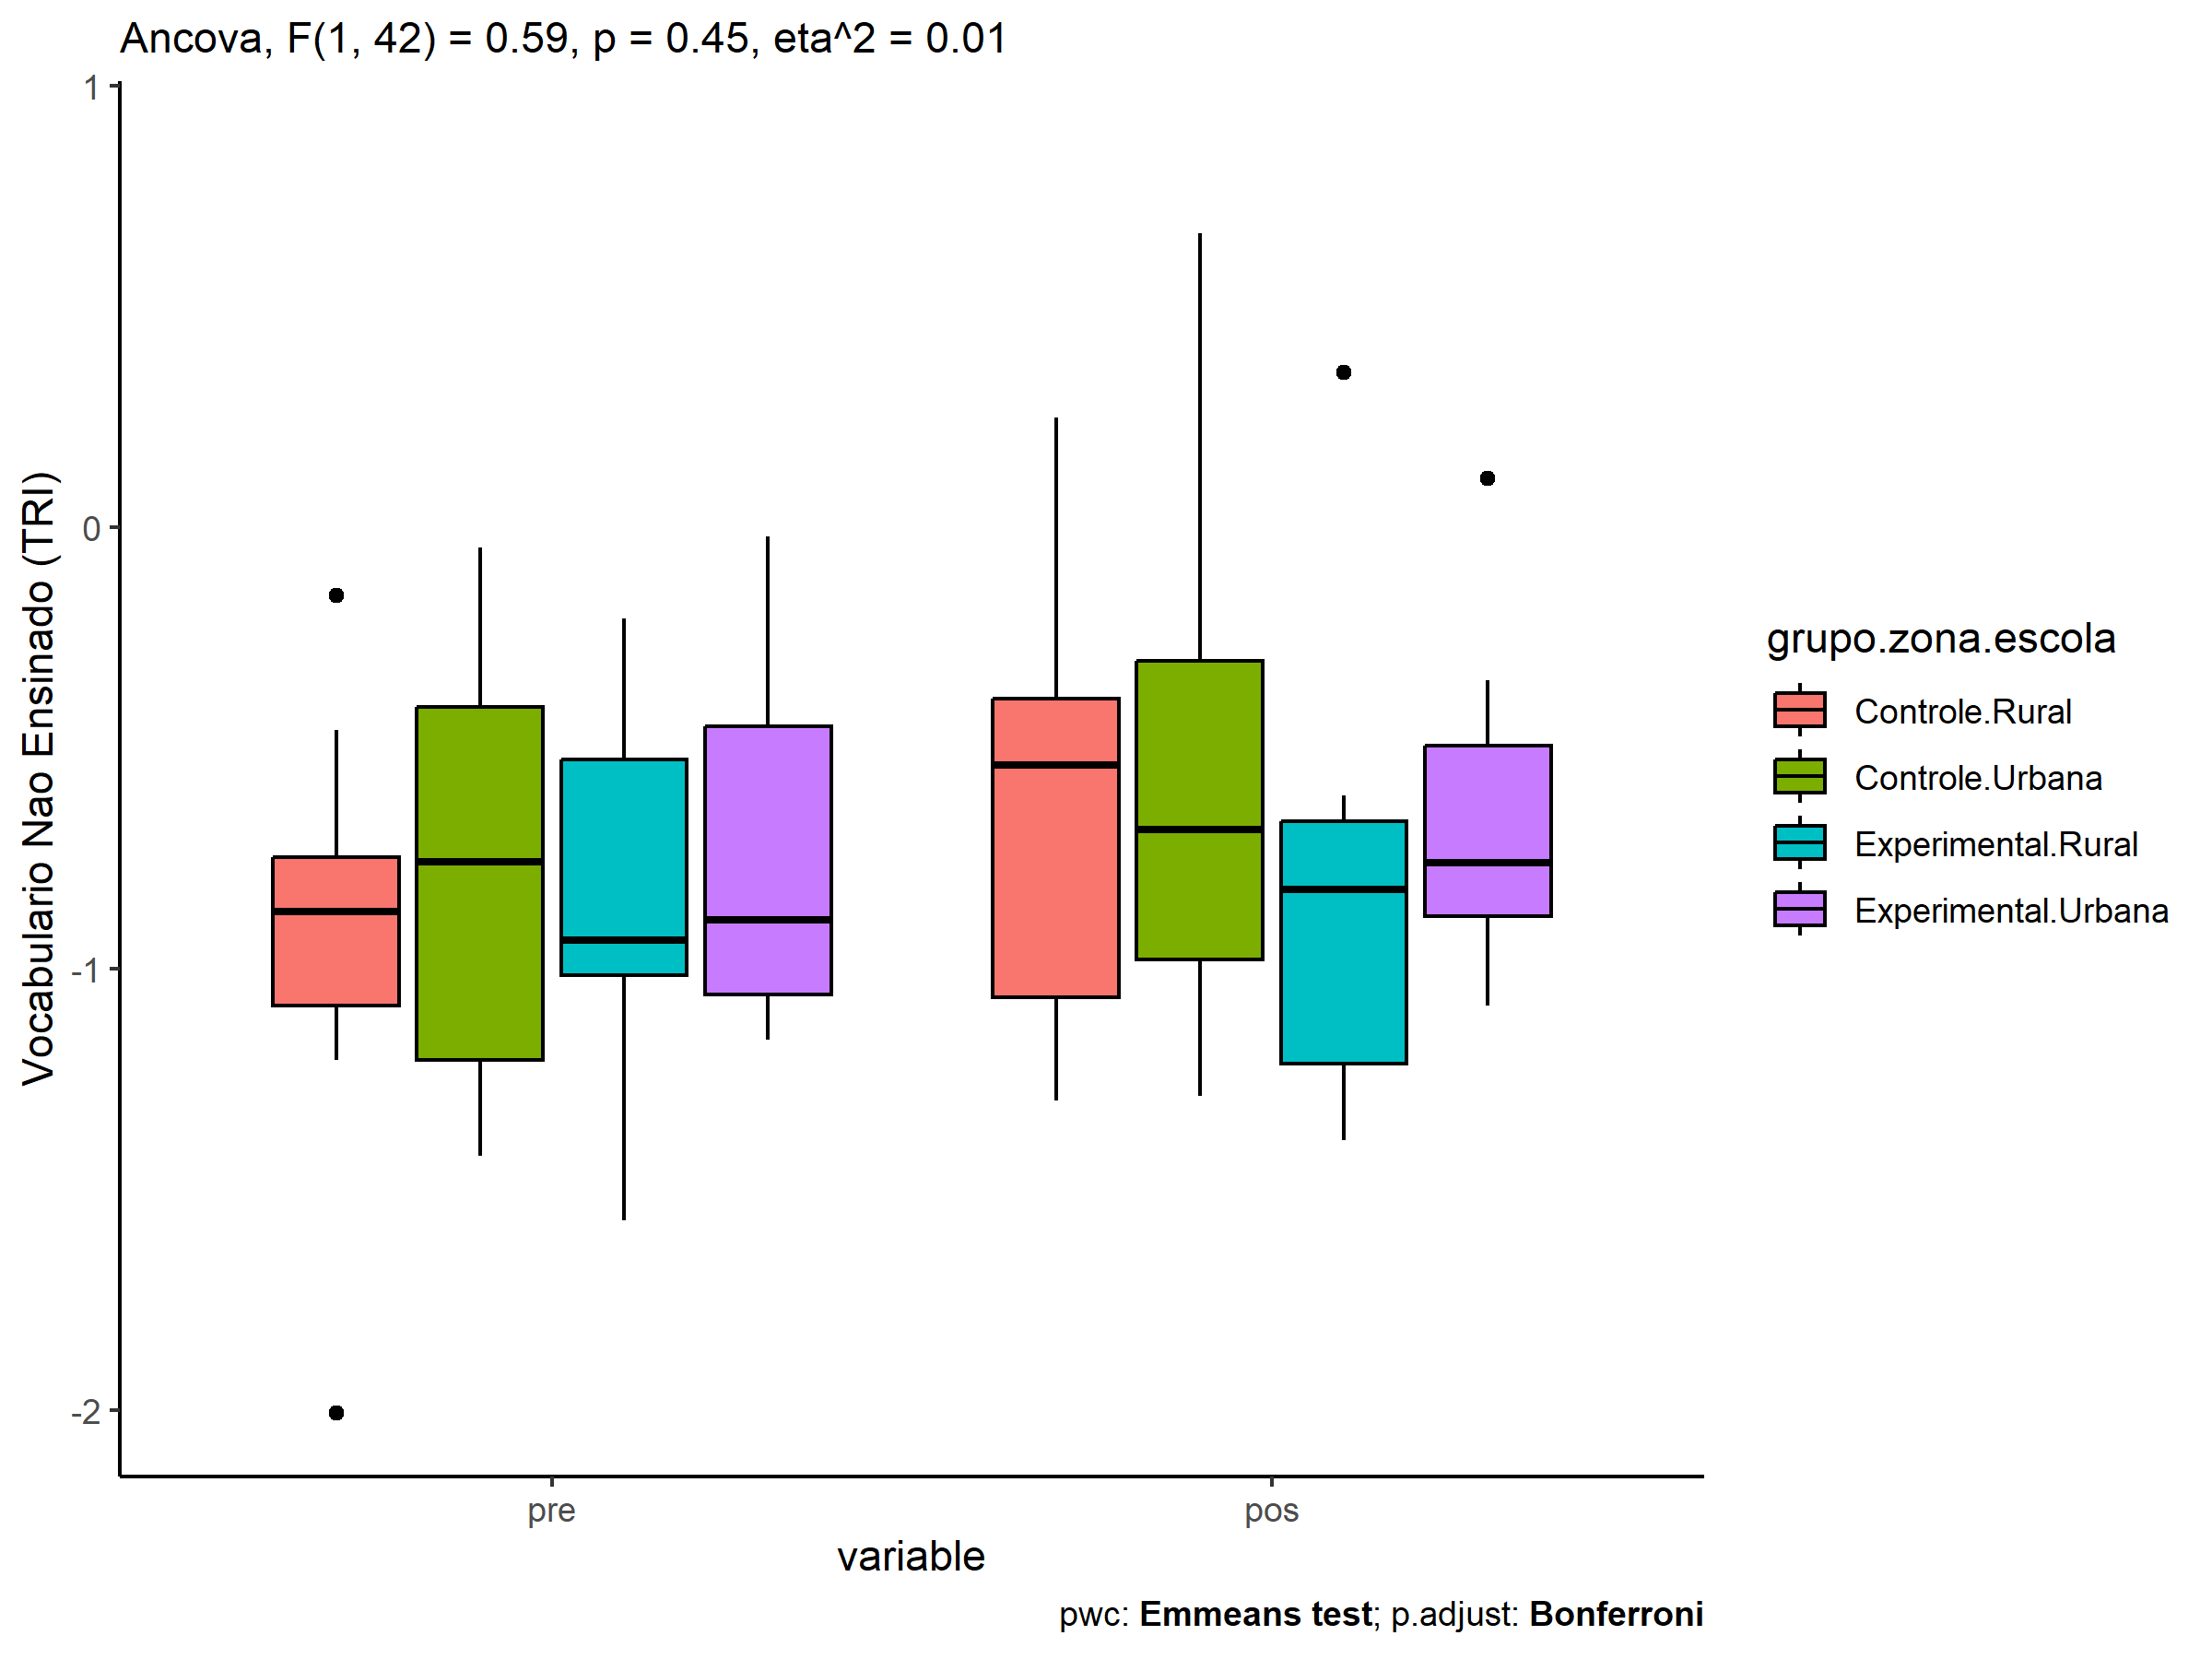 Ancova, F(1, 42) = 0.59, p = 0.45, eta^2 = 0.01
Vocabulario Nao Ensinado (TRI)
1
0
-1
-2
pre
pos
variable
grupo.zona.escola
Controle.Rural
Controle.Urbana
Experimental.Rural
Experimental.Urbana
pwc: Emmeans test; p.adjust: Bonferroni